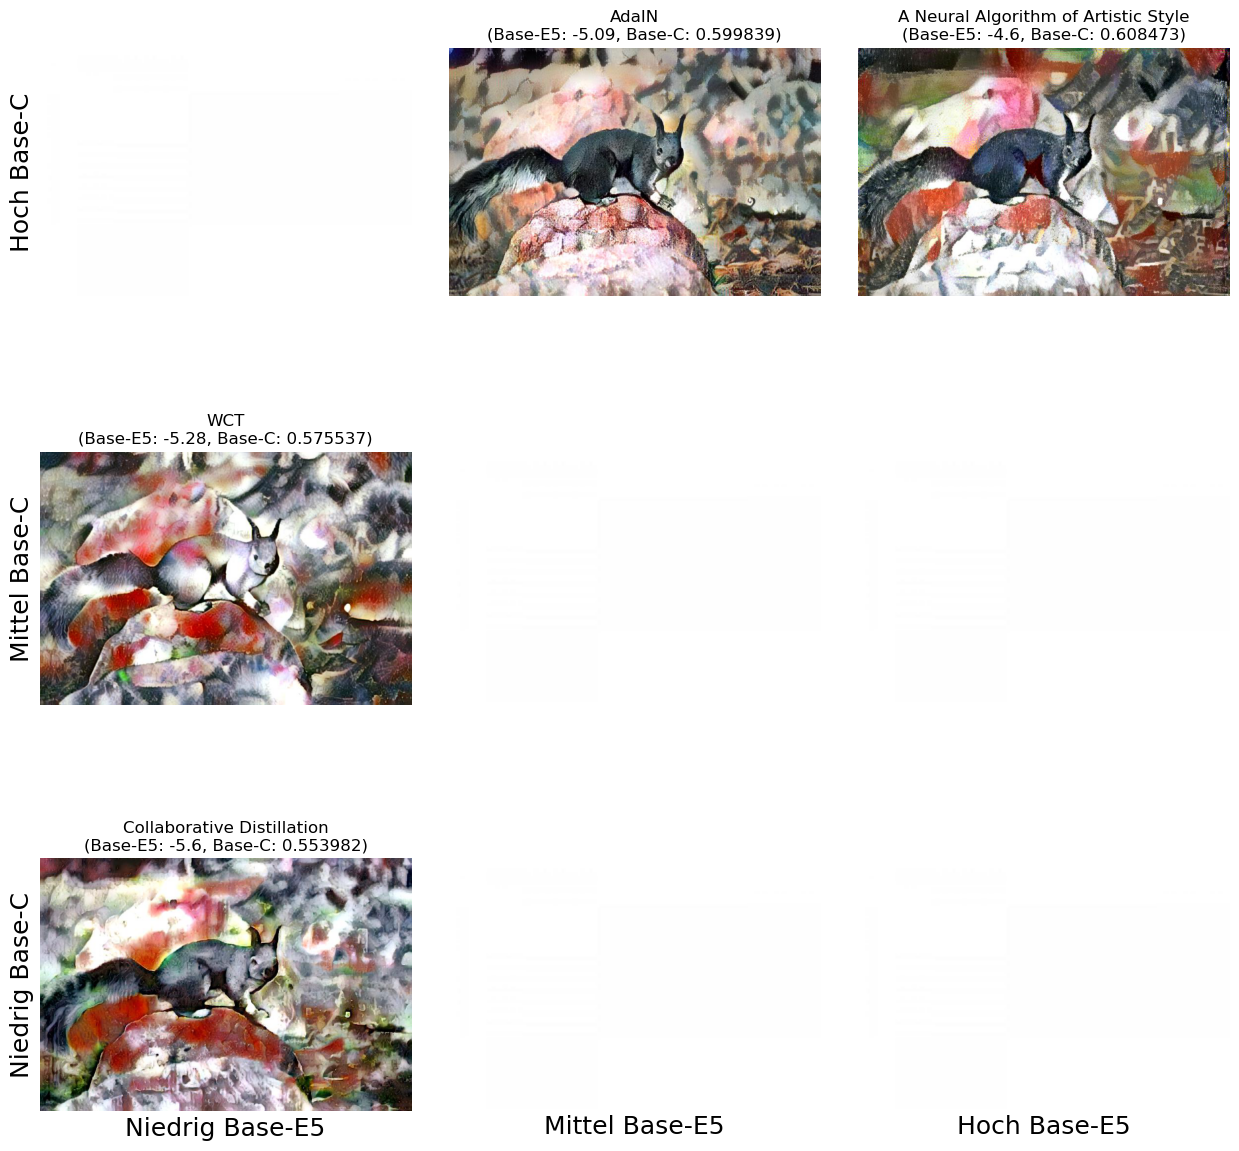 AdaIN
(Base-E5: -5.09, Base-C: 0.599839)
A Neural Algorithm of Artistic Style
(Base-E5: -4.6, Base-C: 0.608473)
Hoch Base-C
WCT
(Base-E5: -5.28, Base-C: 0.575537)
Mittel Base-C
Collaborative Distillation
(Base-E5: -5.6, Base-C: 0.553982)
Niedrig Base-C
Niedrig Base-E5
Mittel Base-E5
Hoch Base-E5